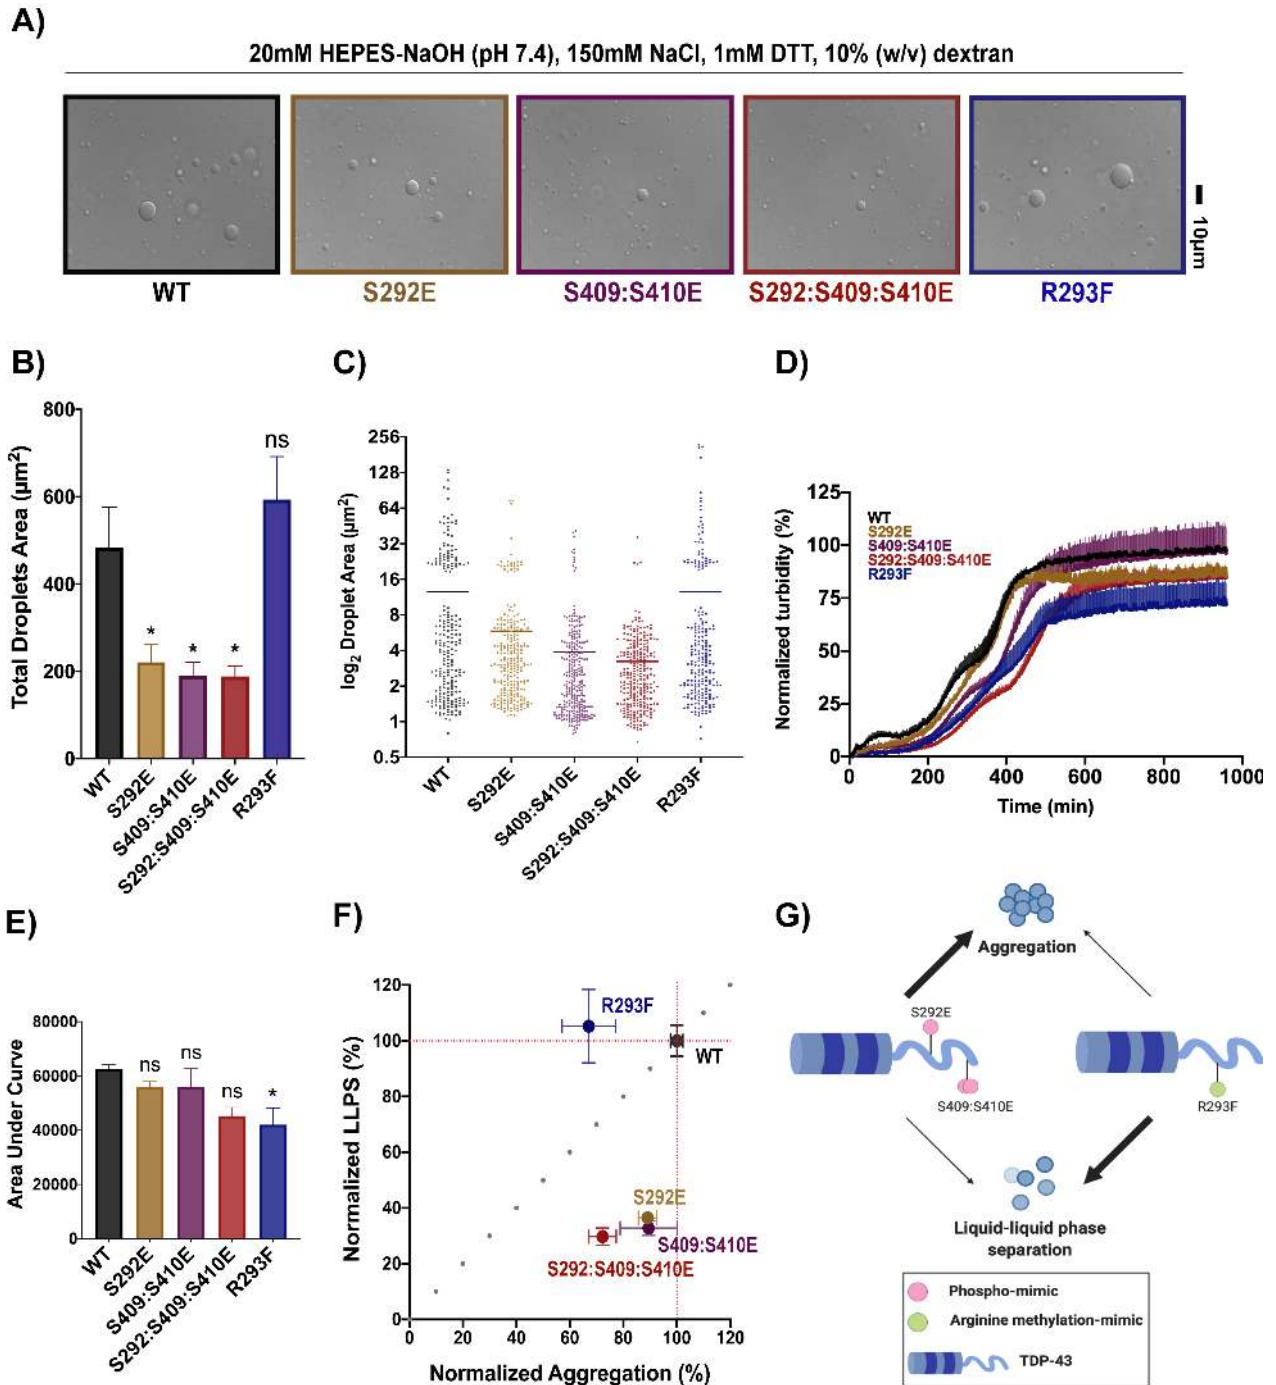 A)
20mM HEPES-NaOH (pH 7.4), 150mM NaCl, 1mM DTT, 10% (w/v) dextran
WT
S292E
S409:S410E
S292:S409:S410E
R293F
10μm
B)
Total Droplets Area (μm²)
800
600
400
200
0
*
*
*
ns
WT
S292E
S409:S410E
S292:S409:S410E
R293F
C)
log₂ Droplet Area (μm²)
256
128
64
32
16
8
4
2
1
0.5
WT
S292E
S409:S410E
S292:S409:S410E
R293F
D)
Normalized turbidity (%)
125
100
75
50
25
0
WT
S292E
S409:S410E
S292:S409:S410E
R293F
0
200
400
600
800
1000
Time (min)
E)
Area Under Curve
80000
60000
40000
20000
0
ns
ns
ns
*
WT
S292E
S409:S410E
S292:S409:S410E
R293F
F)
Normalized LLPS (%)
120
100
80
60
40
20
0
R293F
WT
S292E
S409:S410E
S292:S409:S410E
0
20
40
60
80
100
120
Normalized Aggregation (%)
G)
Aggregation
S292E
S409:S410E
R293F
Liquid-liquid phase
separation
Phospho-mimic
Arginine methylation-mimic
TDP-43